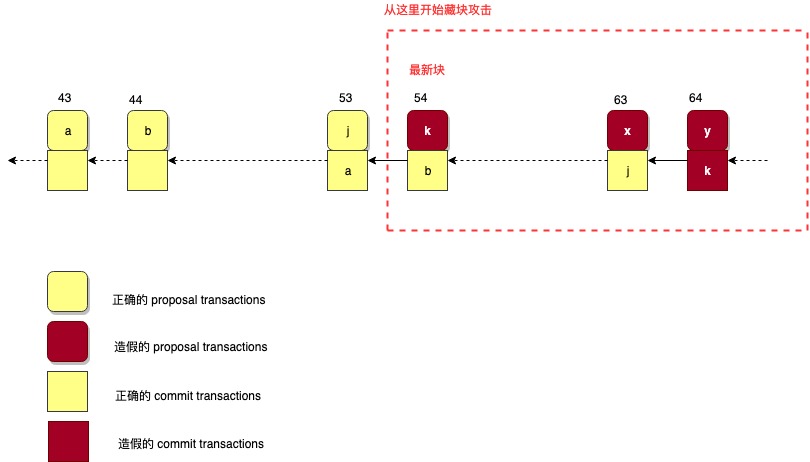 从这里开始藏块攻击
最新块
43
44
53
54
63
64
a
b
j
k
x
y
a
b
j
k
正确的 proposal transactions
造假的 proposal transactions
正确的 commit transactions
造假的 commit transactions